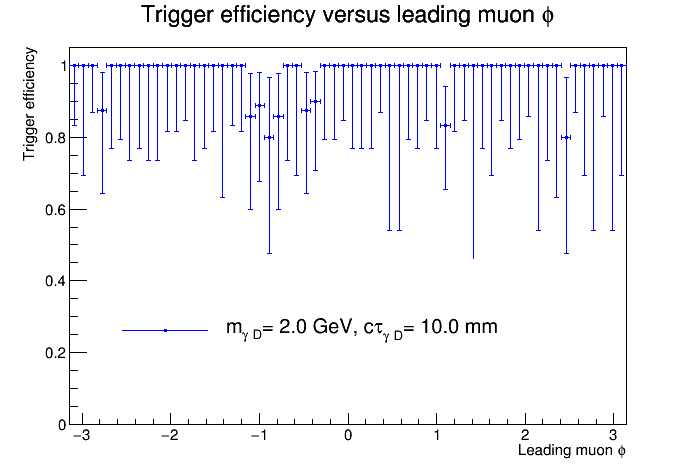 Trigger efficiency versus leading muon ϕ
Trigger efficiency
1
0.8
0.6
0.4
0.2
0
m_γ D= 2.0 GeV, cτ_γ D= 10.0 mm
−3 −2 −1 0 1 2 3
Leading muon ϕ